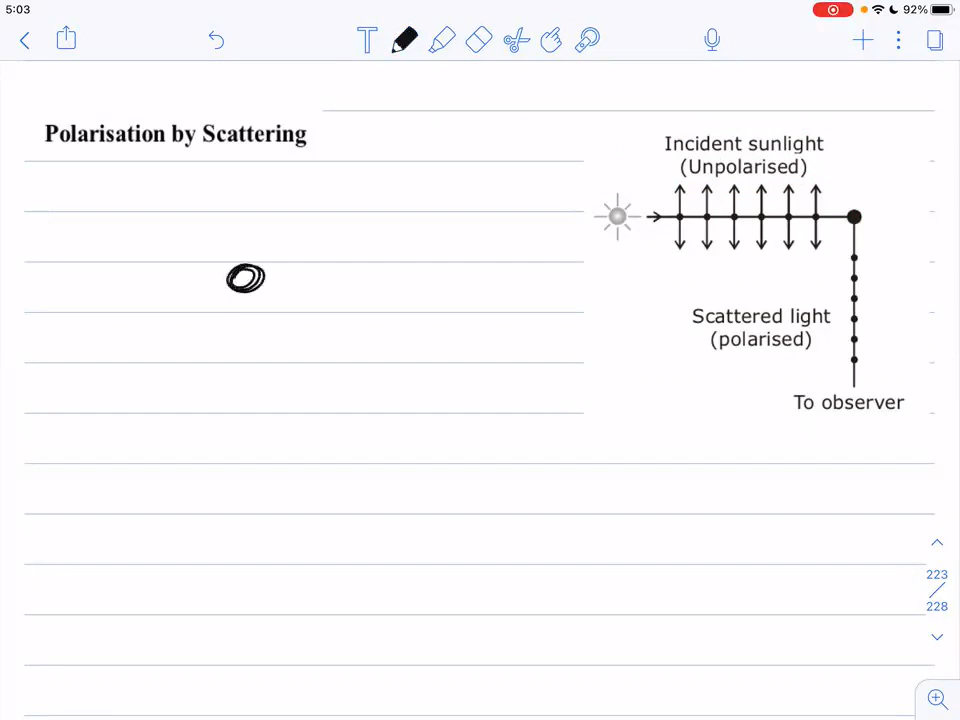 5:03
92%
T
Polarisation by Scattering
Incident sunlight
(Unpolarised)
Scattered light
(polarised)
To observer
223
228